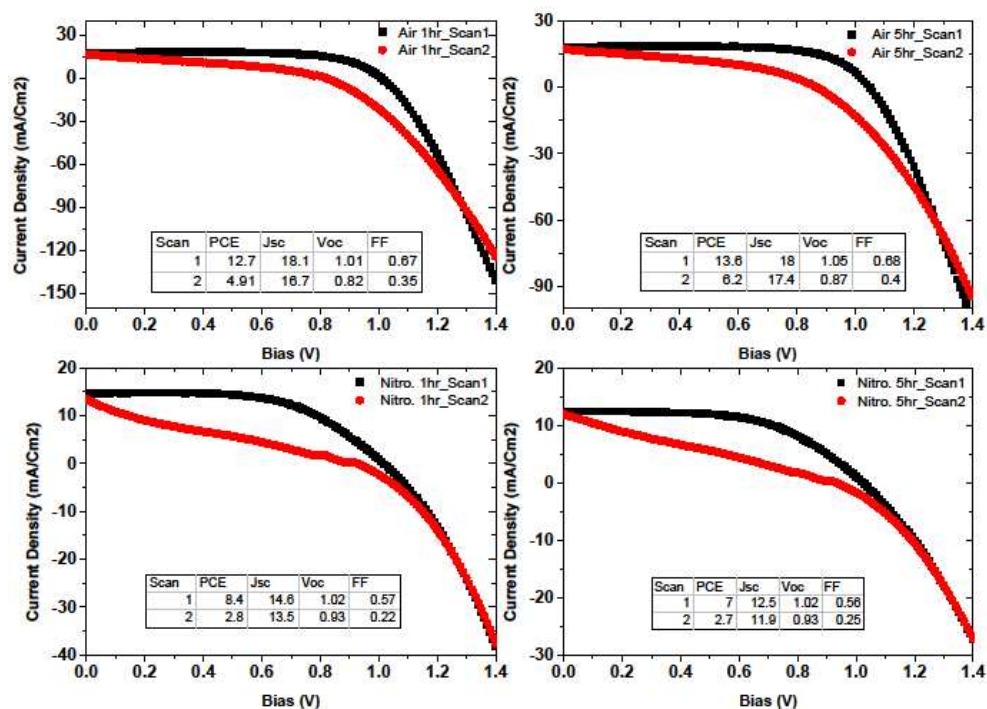 Air 1hr_Scan1
Air 1hr_Scan2
30
0
-30
-60
-90
-120
-150
Current Density (mA/Cm2)
Scan PCE Jsc Voc FF
1 12.7 18.1 1.01 0.67
2 4.91 16.7 0.82 0.35
0.0 0.2 0.4 0.6 0.8 1.0 1.2 1.4
Bias (V)
Air 5hr_Scan1
Air 5hr_Scan2
30
0
-30
-60
-90
Current Density (mA/Cm2)
Scan PCE Jsc Voc FF
1 13.6 18 1.05 0.68
2 6.2 17.4 0.87 0.4
0.0 0.2 0.4 0.6 0.8 1.0 1.2 1.4
Bias (V)
Nitro. 1hr_Scan1
Nitro. 1hr_Scan2
20
10
0
-10
-20
-30
-40
Current Density (mA/Cm2)
Scan PCE Jsc Voc FF
1 8.4 14.6 1.02 0.57
2 2.8 13.5 0.93 0.22
0.0 0.2 0.4 0.6 0.8 1.0 1.2 1.4
Bias (V)
Nitro. 5hr_Scan1
Nitro. 5hr_Scan2
20
10
0
-10
-20
-30
Current Density (mA/Cm2)
Scan PCE Jsc Voc FF
1 7 12.5 1.02 0.56
2 2.7 11.9 0.93 0.25
0.0 0.2 0.4 0.6 0.8 1.0 1.2 1.4
Bias (V)